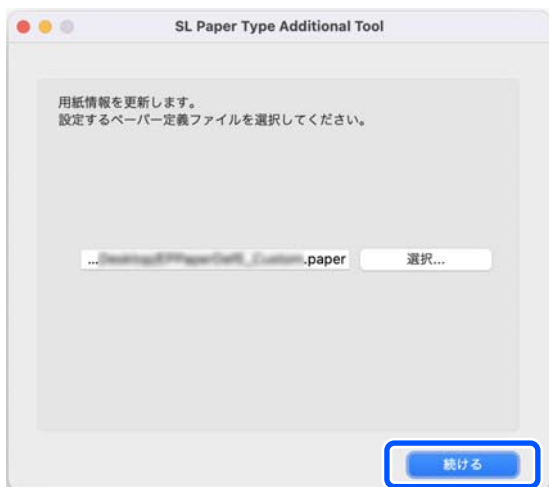 SL Paper Type Additional Tool
用紙情報を更新します。
設定するペーパー定義ファイルを選択してください。
... .paper
選択...
続ける